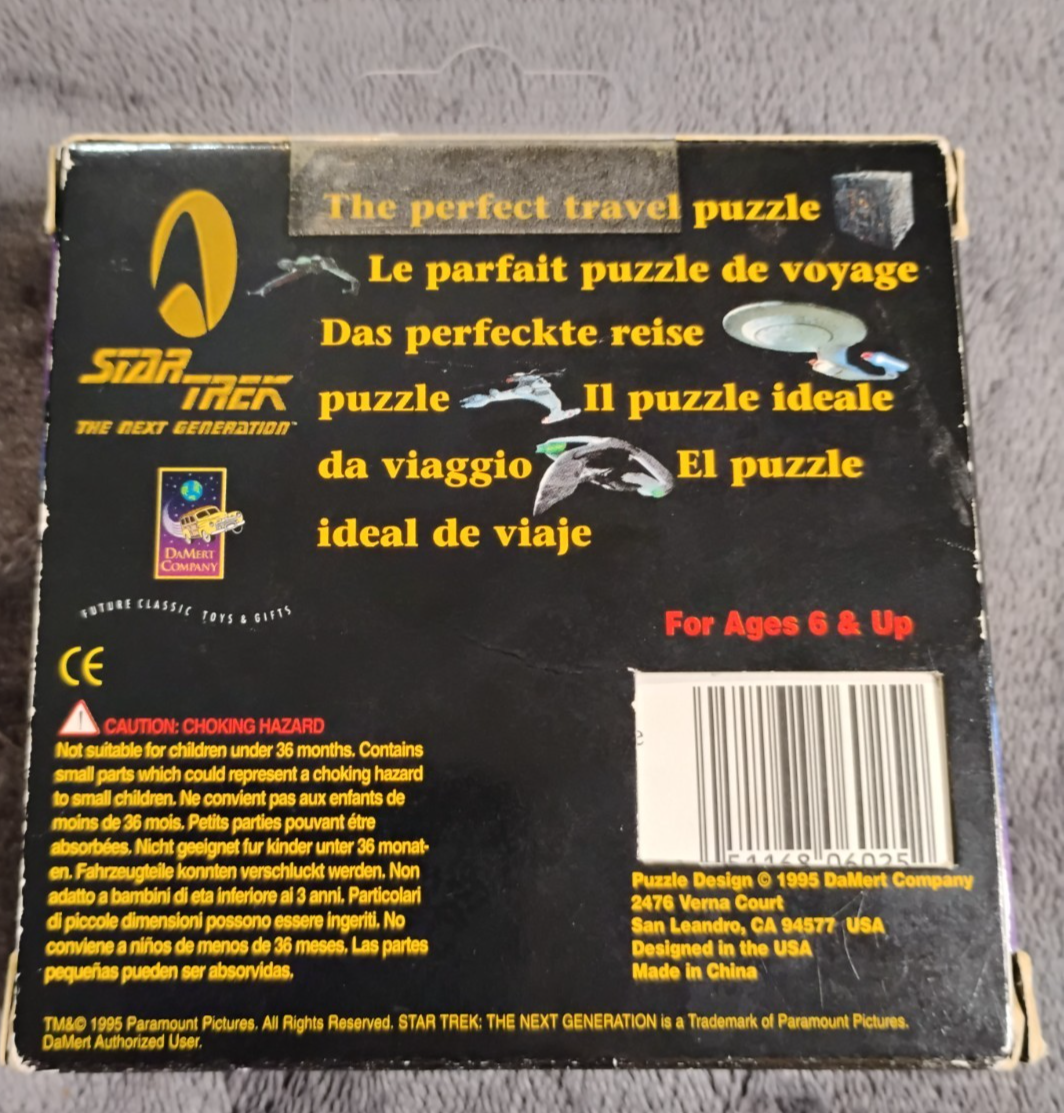 The perfect travel puzzle
Le parfait puzzle de voyage
Das perfeckte reise
puzzle Il puzzle ideale
da viaggio El puzzle
ideal de viaje
STAR
TREK
THE NEXT GENERATION™
DAMERT
COMPANY
FUTURE CLASSIC TOYS & GIFTS
For Ages 6 & Up
CE
CAUTION: CHOKING HAZARD
Not suitable for children under 36 months. Contains
small parts which could represent a choking hazard
to small children. Ne convient pas aux enfants de
moins de 36 mois. Petits parties pouvant étre
absorbées. Nicht geeignet fur kinder unter 36 monat-
en. Fahrzeugteile konnten verschluckt werden. Non
adatto a bambini di eta inferiore ai 3 anni. Particolari
di piccole dimensioni possono essere ingeriti. No
conviene a niños de menos de 36 meses. Las partes
pequeñas pueden ser absorvidas.
51168 06025
Puzzle Design © 1995 DaMert Company
2476 Verna Court
San Leandro, CA 94577 USA
Designed in the USA
Made in China
TM&© 1995 Paramount Pictures. All Rights Reserved. STAR TREK: THE NEXT GENERATION is a Trademark of Paramount Pictures.
DaMert Authorized User.